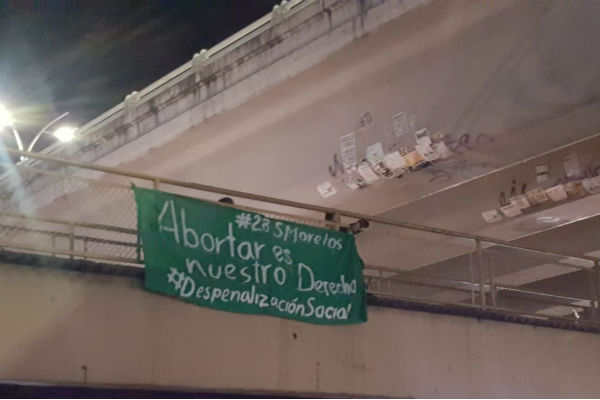 #28SMorelos
Abortar es
nuestro Derecho
#DespenalizaciónSocial